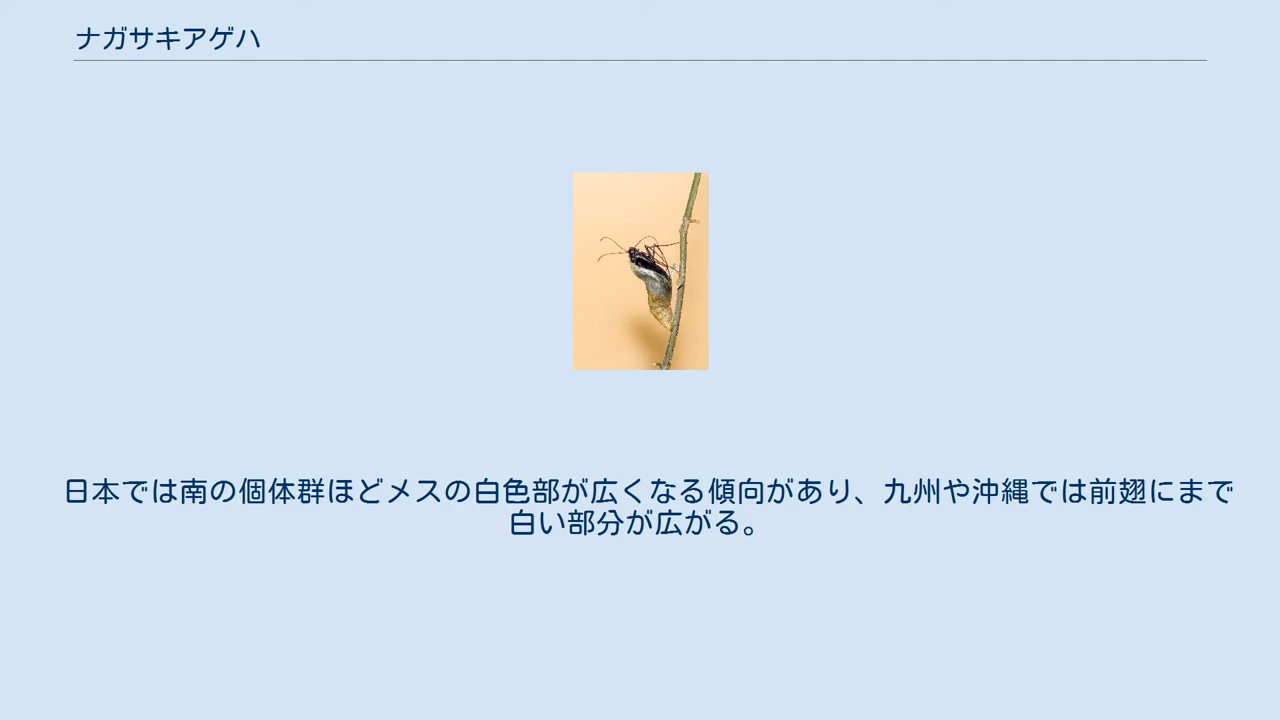 ナガサキアゲハ
日本では南の個体群ほどメスの白色部が広くなる傾向があり、九州や沖縄では前翅にまで
白い部分が広がる。